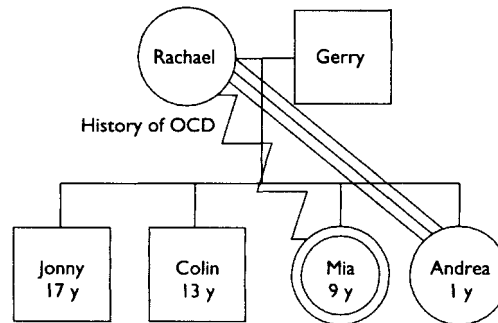 Rachael
Gerry
History of OCD
Jonny
17 y
Colin
13 y
Mia
9 y
Andrea
1 y